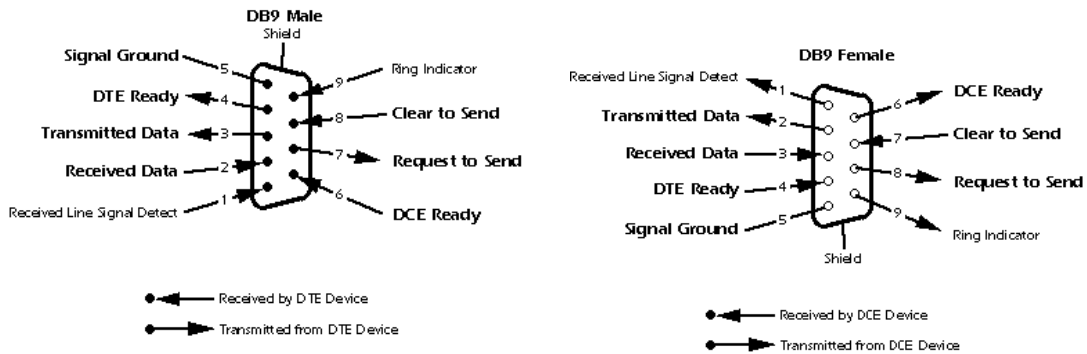 DB9 Male
Shield
Signal Ground
5
9
Ring Indicator
DTE Ready
4
8
Clear to Send
Transmitted Data
3
7
Request to Send
Received Data
2
6
DCE Ready
Received Line Signal Detect
1
Received by DTE Device
Transmitted from DTE Device
DB9 Female
Received Line Signal Detect
1
6
DCE Ready
Transmitted Data
2
7
Clear to Send
Received Data
3
8
Request to Send
DTE Ready
4
9
Ring Indicator
Signal Ground
5
Shield
Received by DCE Device
Transmitted from DCE Device